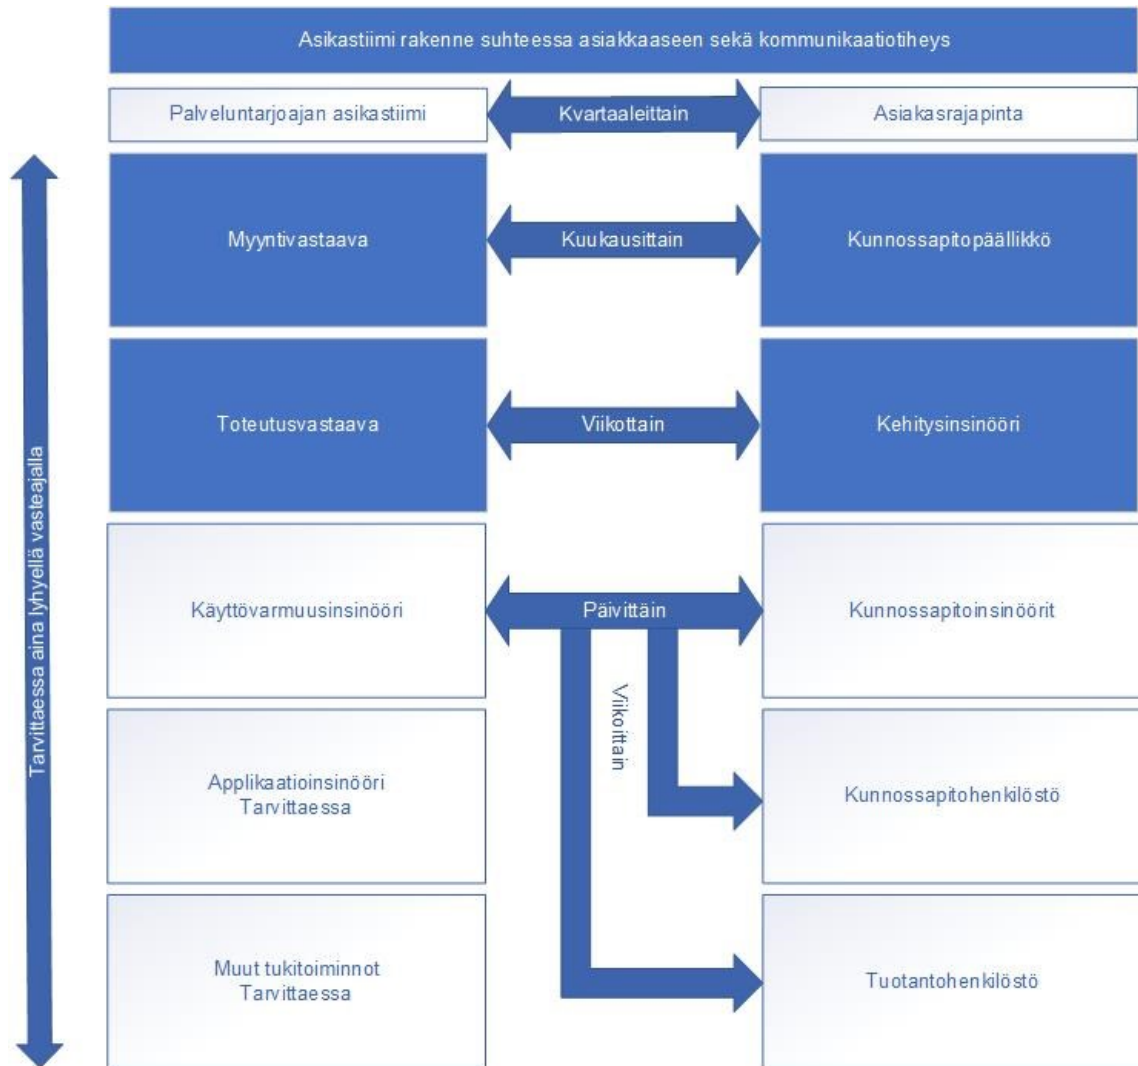 Asikastiimi rakenne suhteessa asiakkaaseen sekä kommunikaatiotiheys
Palveluntarjoajan asikastiimi
Kvartaaleittain
Asiakasrajapinta
Myyntivastaava
Kuukausittain
Kunnossapitopäällikkö
Toteutusvastaava
Viikottain
Kehitysinsinööri
Tarvittaessa aina lyhyellä vasteajalla
Käyttövarmuusinsinööri
Päivittäin
Kunnossapitoinsinöörit
Viikoittain
Applikaatioinsinööri
Tarvittaessa
Kunnossapitohenkilöstö
Muut tukitoiminnot
Tarvittaessa
Tuotantohenkilöstö